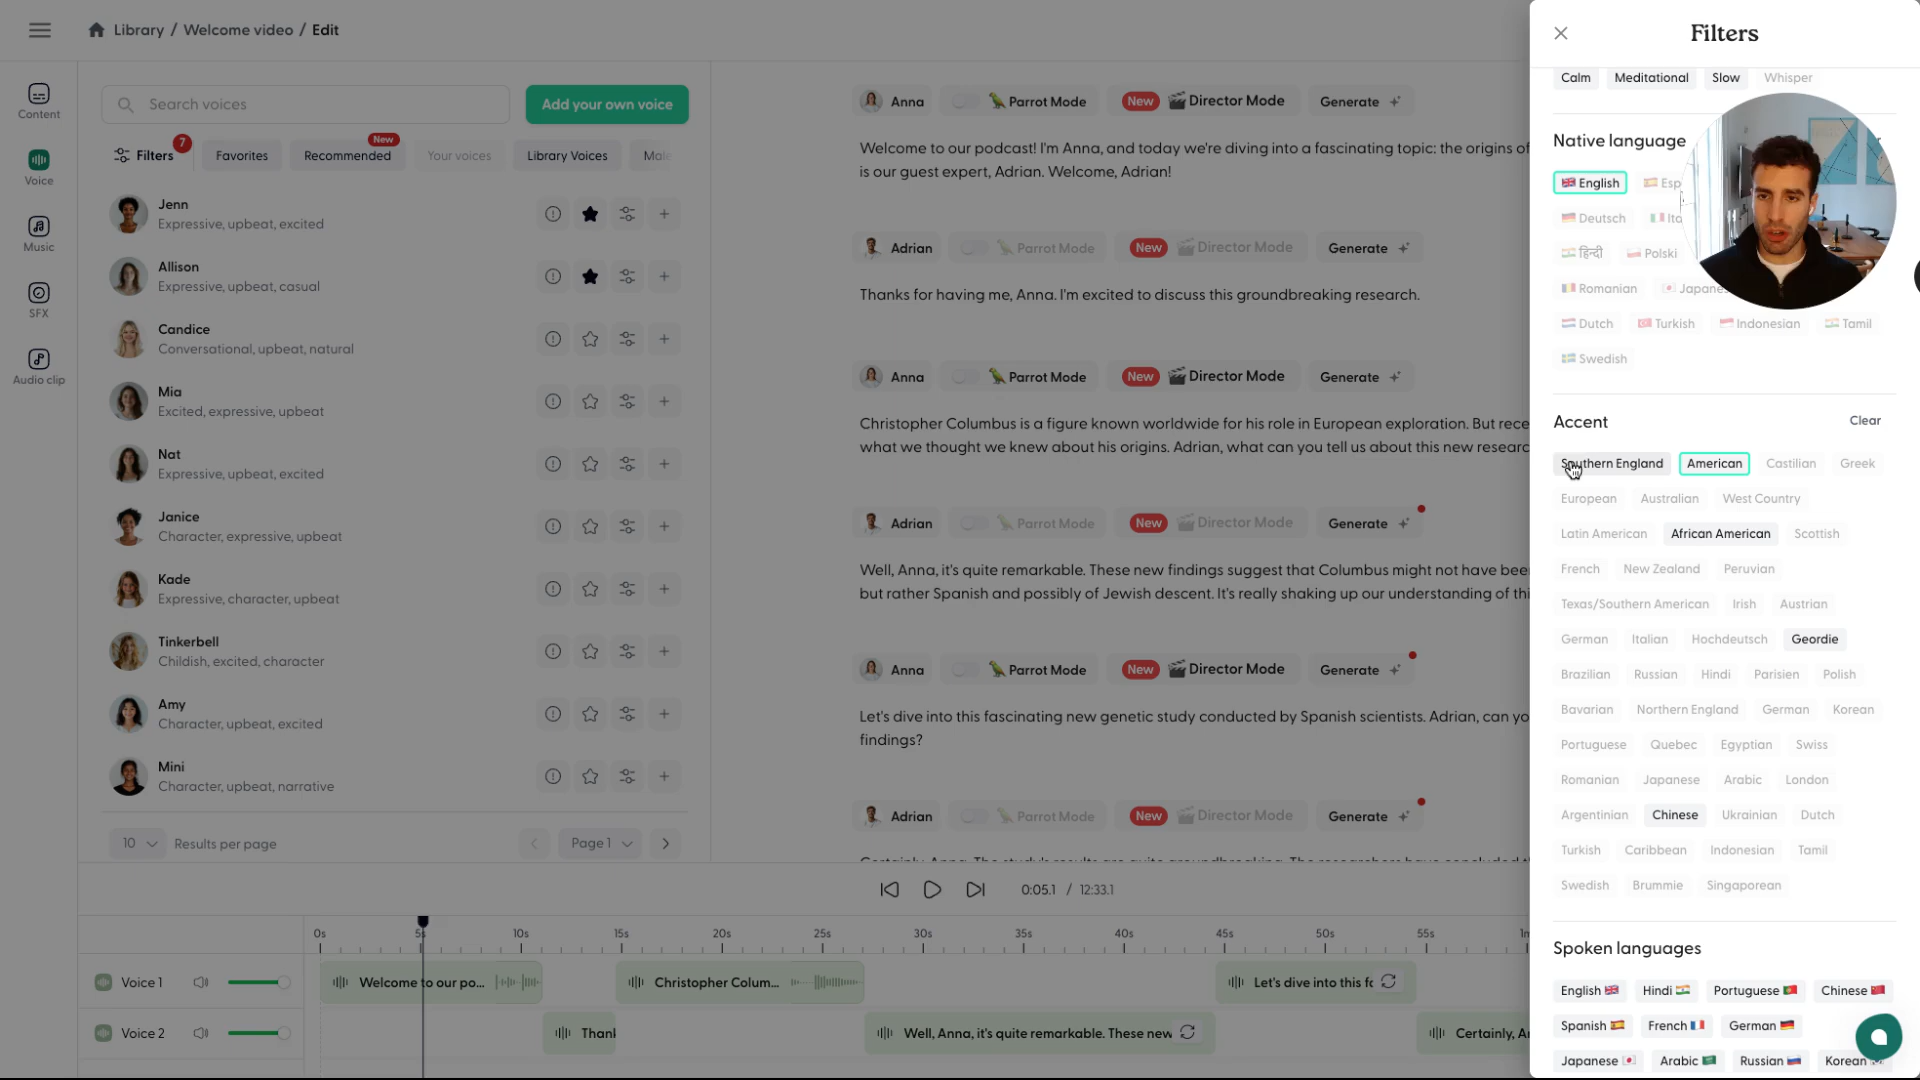 Library / Welcome video / Edit
Content
Voice
Music
SFX
Audio clip
Search voices
Add your own voice
Filters
7
Favorites
Recommended
New
Your voices
Library Voices
Jenn
Expressive, upbeat, excited
Allison
Expressive, upbeat, casual
Candice
Conversational, upbeat, natural
Mia
Excited, expressive, upbeat
Nat
Expressive, upbeat, excited
Janice
Character, expressive, upbeat
Kade
Expressive, character, upbeat
Tinkerbell
Childish, excited, character
Amy
Character, upbeat, excited
Mini
Character, upbeat, narrative
10
Results per page
Page 1
Anna Parrot Mode New Director Mode Generate
Welcome to our podcast! I'm Anna, and today we're diving into a fascinating topic: the origins of
is our guest expert, Adrian. Welcome, Adrian!
Adrian Parrot Mode New Director Mode Generate
Thanks for having me, Anna. I'm excited to discuss this groundbreaking research.
Anna Parrot Mode New Director Mode Generate
Christopher Columbus is a figure known worldwide for his role in European exploration. But rece
what we thought we knew about his origins. Adrian, what can you tell us about this new researc
Adrian Parrot Mode New Director Mode Generate
Well, Anna, it's quite remarkable. These new findings suggest that Columbus might not have bee
but rather Spanish and possibly of Jewish descent. It's really shaking up our understanding of thi
Anna Parrot Mode New Director Mode Generate
Let's dive into this fascinating new genetic study conducted by Spanish scientists. Adrian, can yo
findings?
Adrian Parrot Mode New Director Mode Generate
0:05.1 / 12:33.1
0s 5s 10s 15s 20s 25s 30s 35s 40s 45s 50s 55s
Voice 1
Welcome to our po...
Christopher Colum...
Let's dive into this fc
Voice 2
Thank
Well, Anna, it's quite remarkable. These new
Certainly, A
Filters
Calm Meditational Slow Whisper
Native language
English Esp
Deutsch Ita
हिन्दी Polski
Romanian Japanes
Dutch Turkish Indonesian Tamil
Swedish
Accent
Clear
Southern England American Castilian Greek
European Australian West Country
Latin American African American Scottish
French New Zealand Peruvian
Texas/Southern American Irish Austrian
German Italian Hochdeutsch Geordie
Brazilian Russian Hindi Parisien Polish
Bavarian Northern England German Korean
Portuguese Quebec Egyptian Swiss
Romanian Japanese Arabic London
Argentinian Chinese Ukrainian Dutch
Turkish Caribbean Indonesian Tamil
Swedish Brummie Singaporean
Spoken languages
English Hindi Portuguese Chinese
Spanish French German
Japanese Arabic Russian Korean